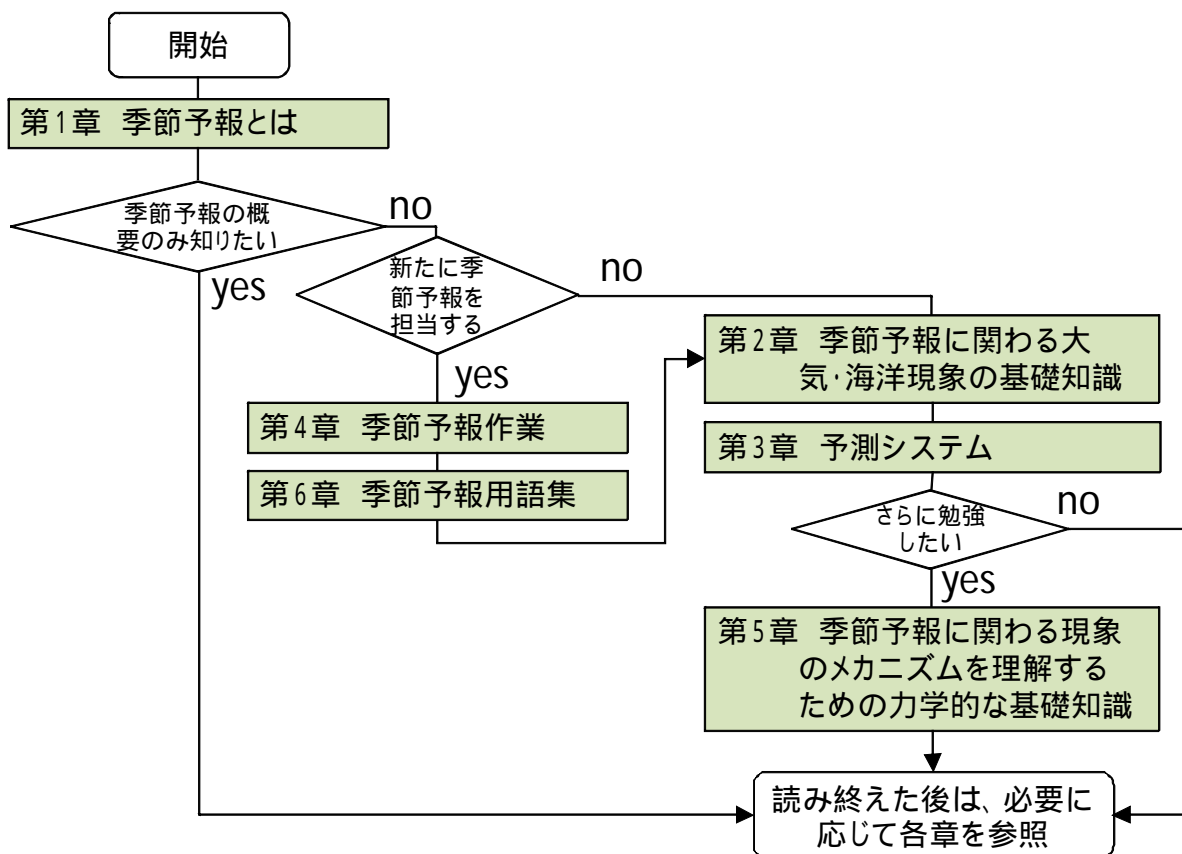 開始
第1章 季節予報とは
季節予報の概
要のみ知りたい
no
yes
新たに季
節予報を
担当する
no
yes
第2章 季節予報に関わる大
気・海洋現象の基礎知識
第4章 季節予報作業
第3章 予測システム
第6章 季節予報用語集
さらに勉強
したい
no
yes
第5章 季節予報に関わる現象
のメカニズムを理解する
ための力学的な基礎知識
読み終えた後は、必要に
応じて各章を参照